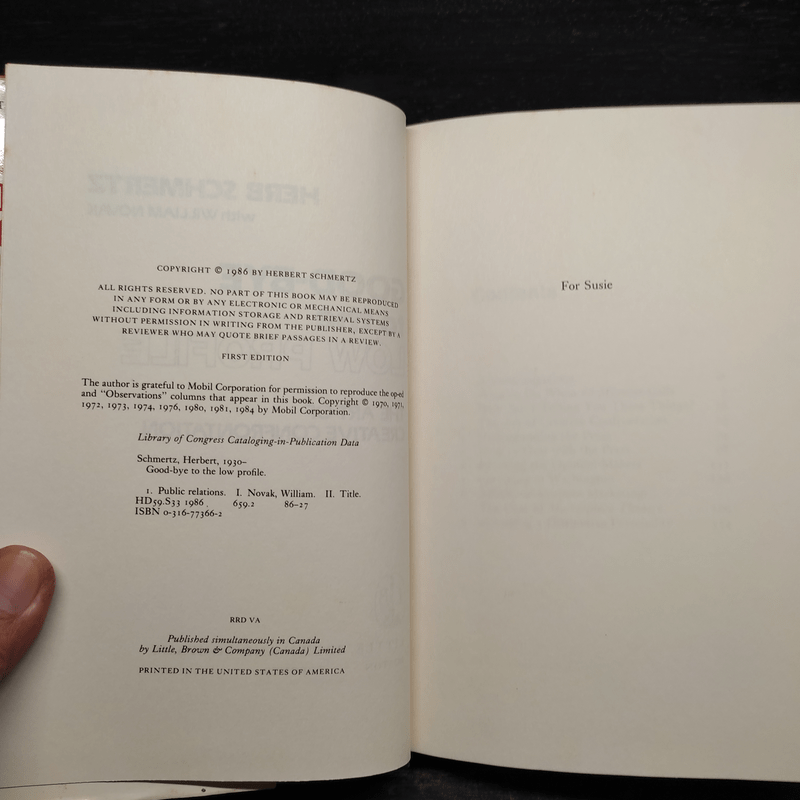 COPYRIGHT © 1986 BY HERBERT SCHMERTZ
ALL RIGHTS RESERVED. NO PART OF THIS BOOK MAY BE REPRODUCED
IN ANY FORM OR BY ANY ELECTRONIC OR MECHANICAL MEANS
INCLUDING INFORMATION STORAGE AND RETRIEVAL SYSTEMS
WITHOUT PERMISSION IN WRITING FROM THE PUBLISHER, EXCEPT BY A
REVIEWER WHO MAY QUOTE BRIEF PASSAGES IN A REVIEW.
FIRST EDITION
The author is grateful to Mobil Corporation for permission to reproduce the op-ed
and "Observations" columns that appear in this book. Copyright © 1970, 1971,
1972, 1973, 1974, 1976, 1980, 1981, 1984 by Mobil Corporation.
Library of Congress Cataloging-in-Publication Data
Schmertz, Herbert, 1930–
Good-bye to the low profile.
1. Public relations. I. Novak, William. II. Title.
HD59.S33 1986 659.2 86-27
ISBN 0-316-77366-2
RRD VA
Published simultaneously in Canada
by Little, Brown & Company (Canada) Limited
PRINTED IN THE UNITED STATES OF AMERICA
For Susie